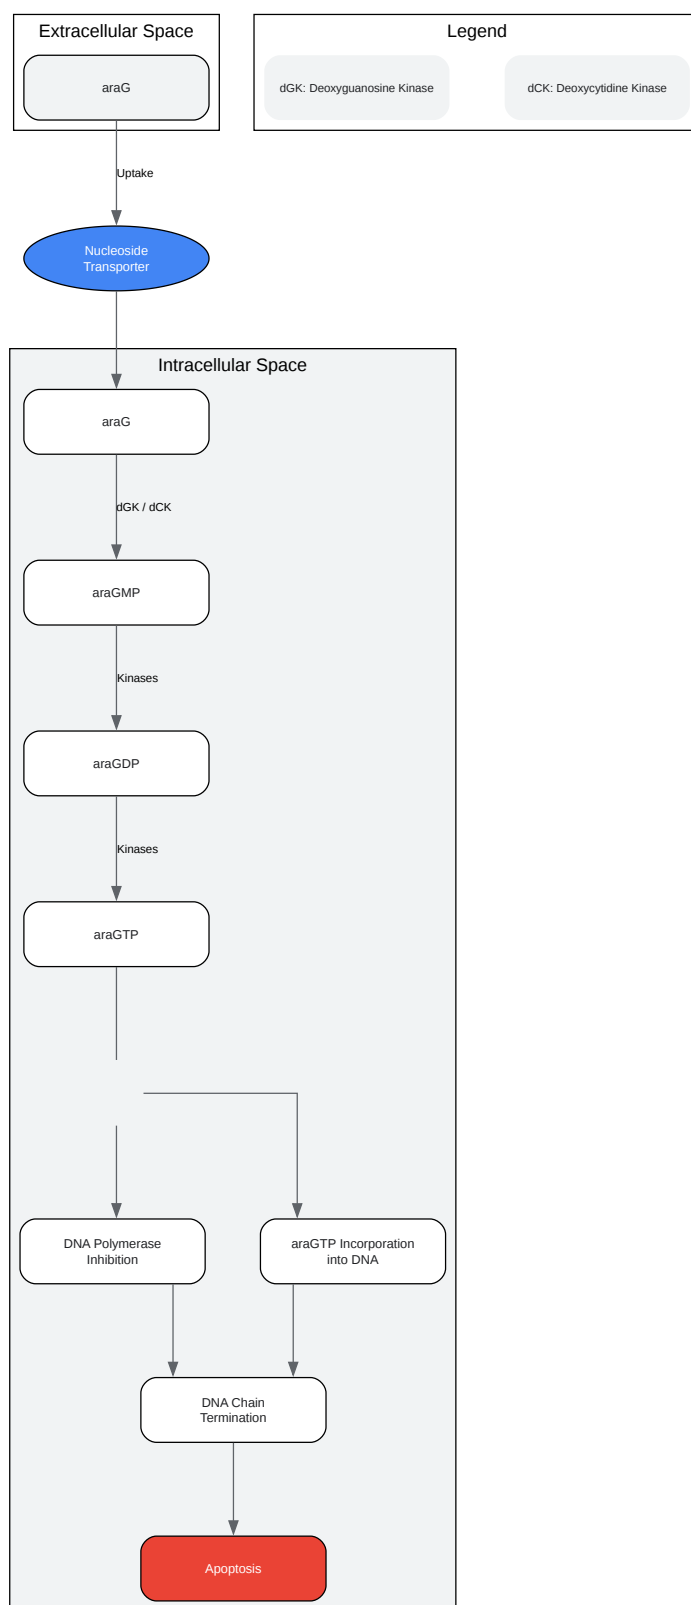 Extracellular Space
Legend
araG
dGK: Deoxyguanosine Kinase
dCK: Deoxycytidine Kinase
Uptake
Nucleoside
Transporter
Intracellular Space
araG
dGK / dCK
araGMP
Kinases
araGDP
Kinases
araGTP
DNA Polymerase
Inhibition
araGTP Incorporation
into DNA
DNA Chain
Termination
Apoptosis